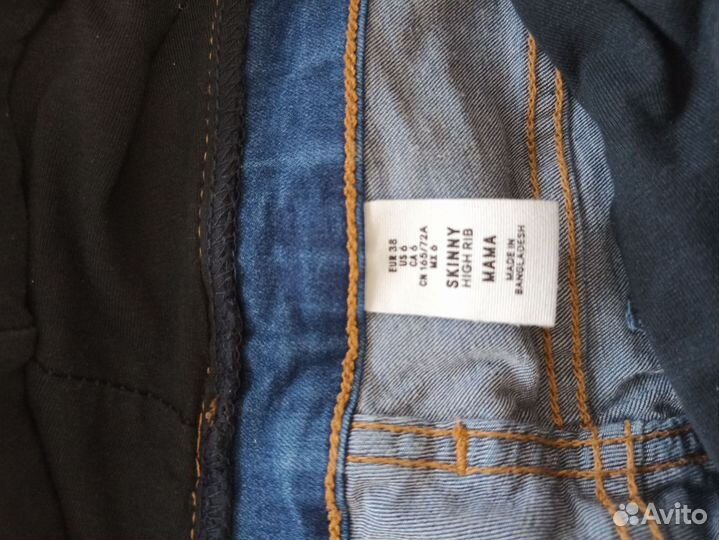 EUR 38
US 6
CA 6
CN 165/72A
MX 6
SKINNY
HIGH RIB
MAMA
MADE IN
BANGLADESH
Avito